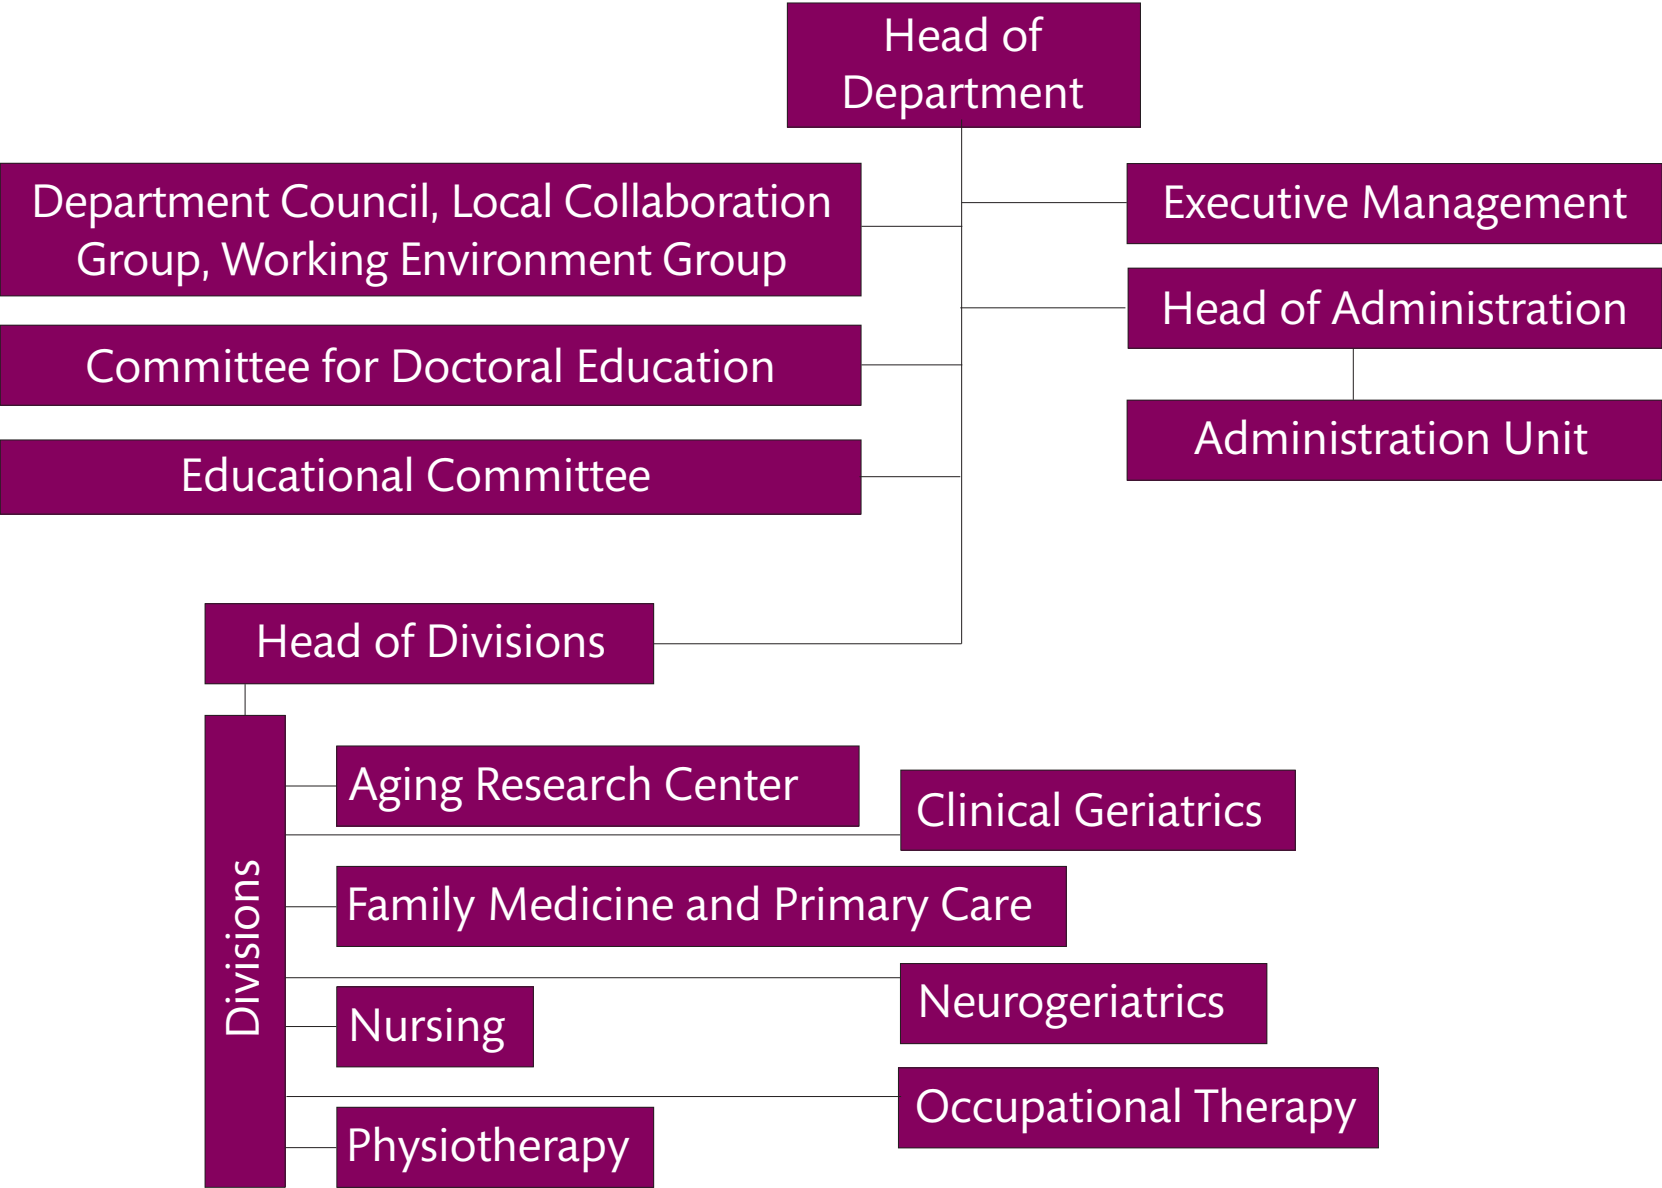 Head of
Department
Department Council, Local Collaboration
Group, Working Environment Group
Executive Management
Head of Administration
Committee for Doctoral Education
Administration Unit
Educational Committee
Head of Divisions
Divisions
Aging Research Center
Clinical Geriatrics
Family Medicine and Primary Care
Neurogeriatrics
Nursing
Occupational Therapy
Physiotherapy